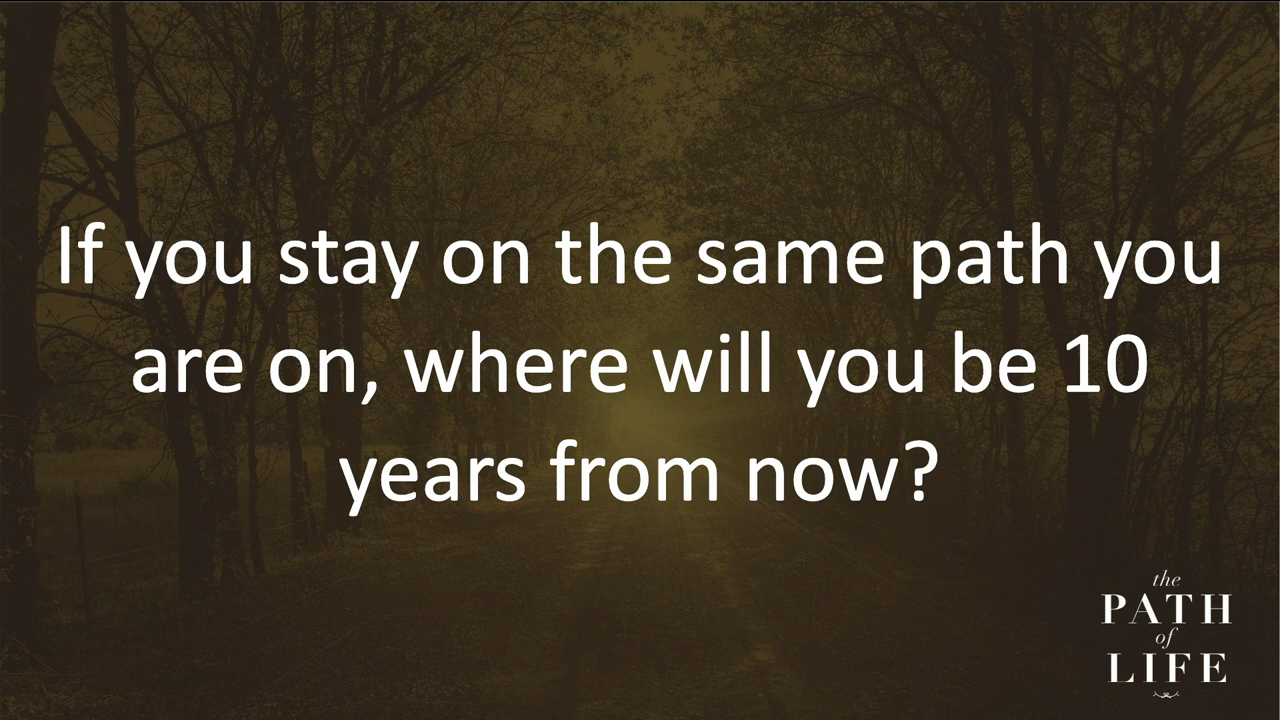 If you stay on the same path you
are on, where will you be 10
years from now?
the
PATH
of
LIFE